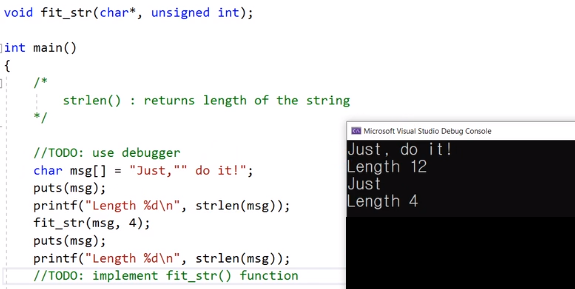 void fit_str(char*, unsigned int);
int main()
{
/*
strlen() : returns length of the string
*/
//TODO: use debugger
char msg[] = "Just,"" do it!";
puts(msg);
printf("Length %d\n", strlen(msg));
fit_str(msg, 4);
puts(msg);
printf("Length %d\n", strlen(msg));
//TODO: implement fit_str() function
Microsoft Visual Studio Debug Console
Just, do it!
Length 12
Just
Length 4